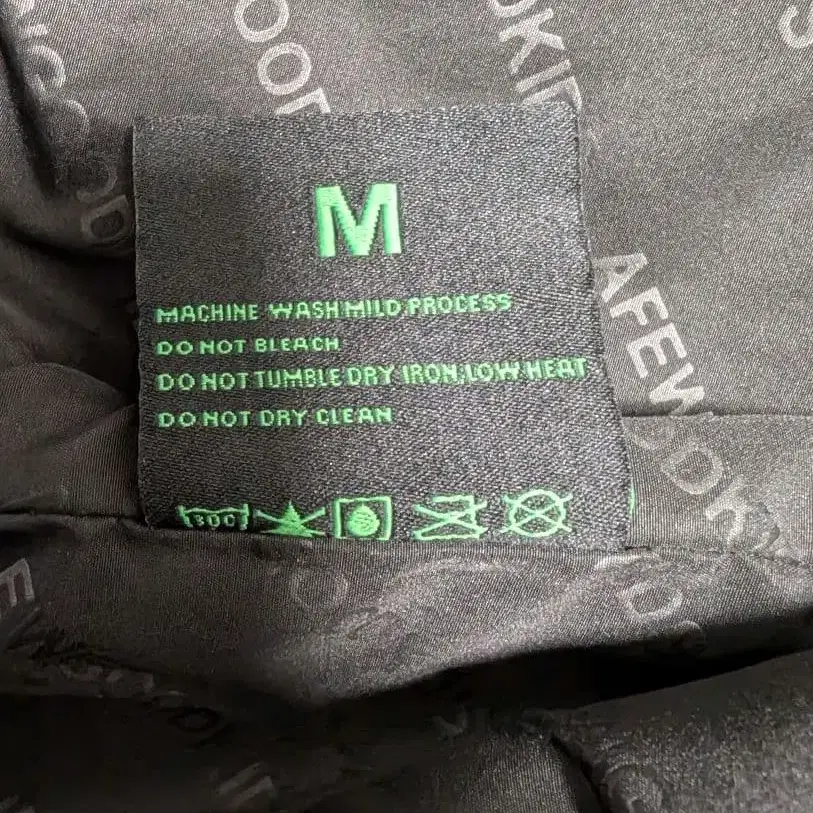 M
MACHINE WASH:MILD.PROCESS
DO NOT BLEACH
DO NOT TUMBLE DRY IRON;LOW HEAT
DO NOT DRY CLEAN
30C
AFEW